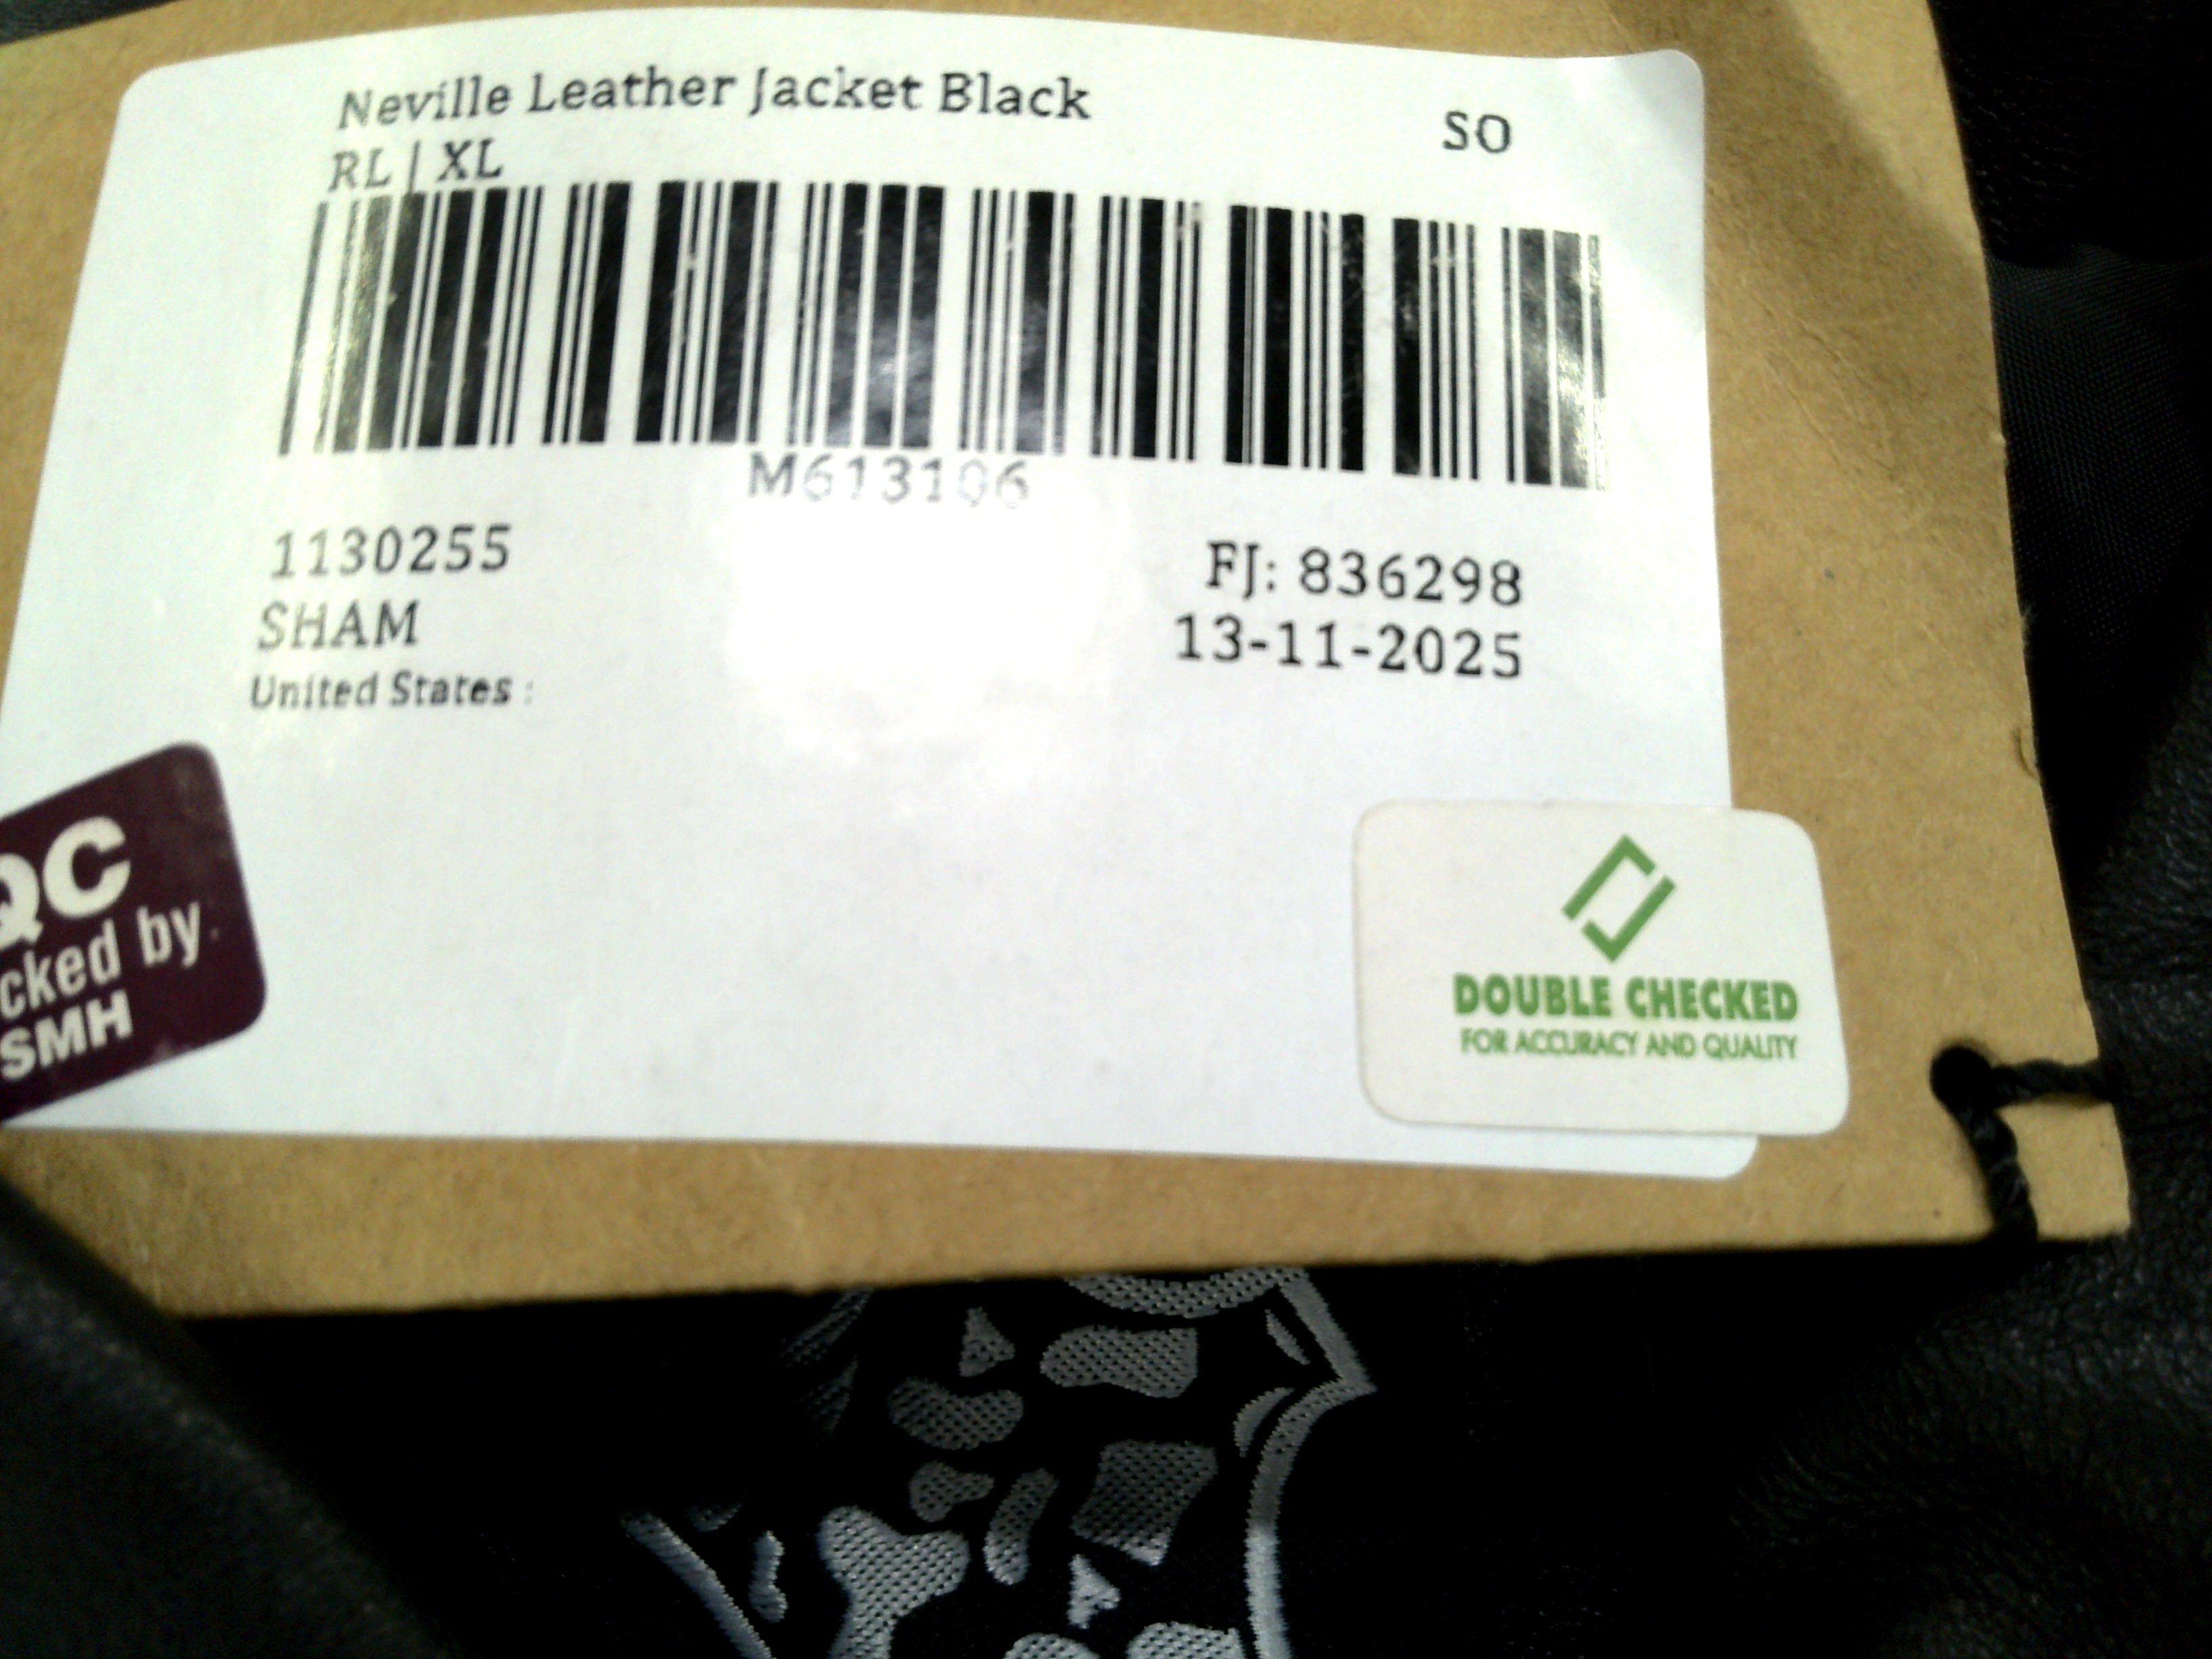 Neville Leather Jacket Black
SO
RL | XL
M613106
1130255
FJ: 836298
SHAM
13-11-2025
United States :
QC
cked by
SMH
DOUBLE CHECKED
FOR ACCURACY AND QUALITY